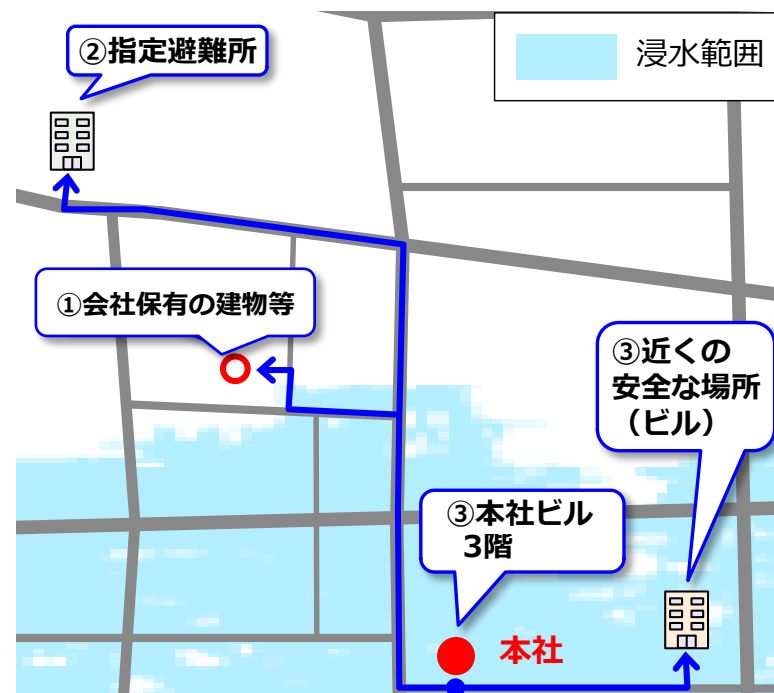 ②指定避難所
浸水範囲
①会社保有の建物等
③近くの
安全な場所
（ビル）
③本社ビル
3階
本社